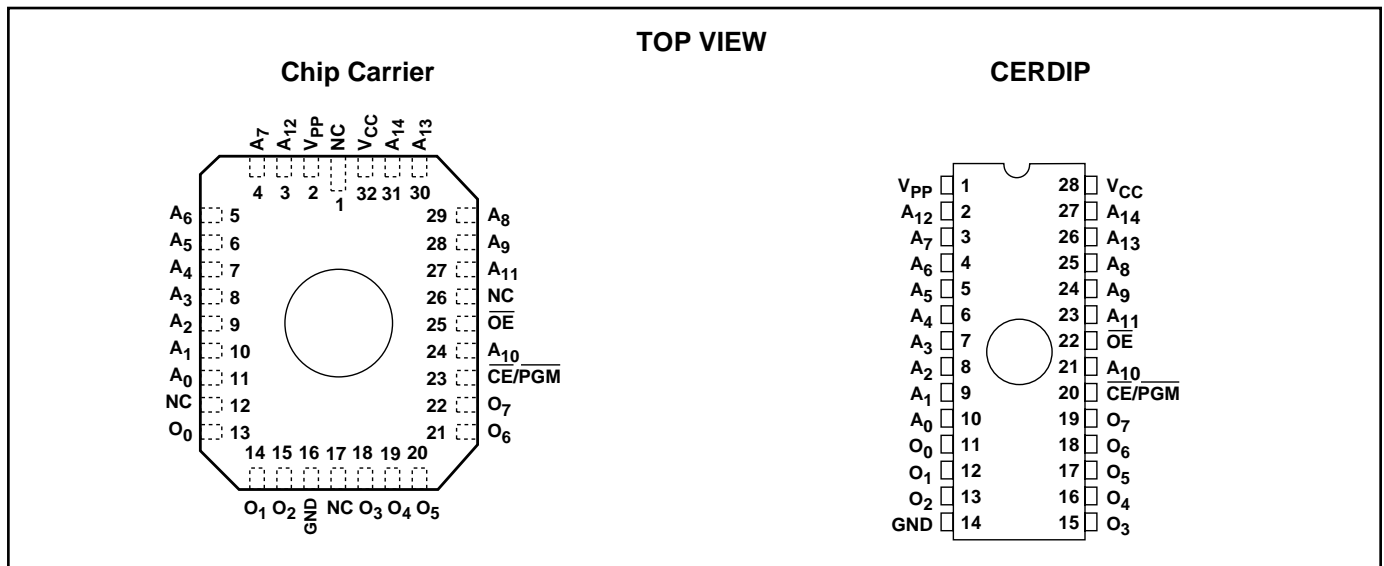 TOP VIEW
Chip Carrier
CERDIP
A7 A12 VPP NC VCC A14 A13
4 3 2 1 32 31 30
A6 5 29 A8
A5 6 28 A9
A4 7 27 A11
A3 8 26 NC
A2 9 25 OE
A1 10 24 A10
A0 11 23 CE/PGM
NC 12 22 O7
O0 13 21 O6
14 15 16 17 18 19 20
O1 O2 GND NC O3 O4 O5
VPP 1 28 VCC
A12 2 27 A14
A7 3 26 A13
A6 4 25 A8
A5 5 24 A9
A4 6 23 A11
A3 7 22 OE
A2 8 21 A10
A1 9 20 CE/PGM
A0 10 19 O7
O0 11 18 O6
O1 12 17 O5
O2 13 16 O4
GND 14 15 O3